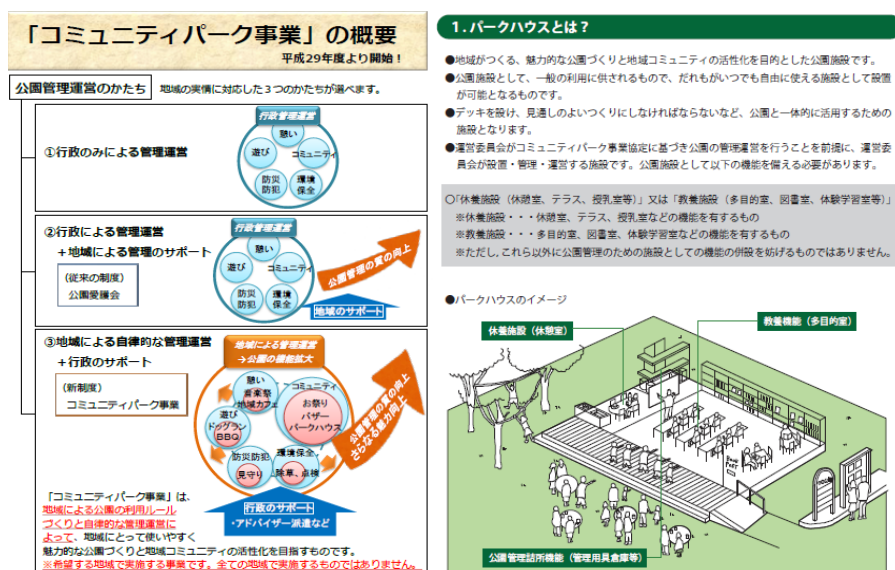 「コミュニティパーク事業」の概要
平成29年度より開始！
公園管理運営のかたち
地域の実情に対応した３つのかたちが選べます。
①行政のみによる管理運営
行政管理運営
憩い
遊び
コミュニティ
防災
防犯
環境
保全
②行政による管理運営
＋地域による管理のサポート
（従来の制度）
公園愛護会
行政管理運営
憩い
遊び
コミュニティ
防災
防犯
環境
保全
公園管理の質の向上
地域のサポート
③地域による自律的な管理運営
＋行政のサポート
（新制度）
コミュニティパーク事業
地域による管理運営
→公園の機能拡大
憩い
音楽祭
地域カフェ
コミュニティ
お祭り
バザー
パークハウス
遊び
ドッグラン
BBQ
防災防犯
見守り
環境保全
除草、点検
公園管理の質の向上
さらなる魅力向上
行政のサポート
・アドバイザー派遣など
「コミュニティパーク事業」は、
地域による公園の利用ルール
づくりと自律的な管理運営に
よって、地域にとって使いやすく
魅力的な公園づくりと地域コミュニティの活性化を目指すものです。
※希望する地域で実施する事業です。全ての地域で実施するものではありません。
１.パークハウスとは？
●地域がつくる、魅力的な公園づくりと地域コミュニティの活性化を目的とした公園施設です。
●公園施設として、一般の利用に供されるもので、だれもがいつでも自由に使える施設として設置
が可能となるものです。
●デッキを設け、見通しのよいつくりにしなければならないなど、公園と一体的に活用するための
施設となります。
●運営委員会がコミュニティパーク事業協定に基づき公園の管理運営を行うことを前提に、運営委
員会が設置・管理・運営する施設です。公園施設として以下の機能を備える必要があります。
〇「休養施設（休憩室、テラス、授乳室等）」又は「教養施設（多目的室、図書室、体験学習室等）」
※休養施設・・・休憩室、テラス、授乳室などの機能を有するもの
※教養施設・・・多目的室、図書室、体験学習室などの機能を有するもの
※ただし、これら以外に公園管理のための施設としての機能の併設を妨げるものではありません。
●パークハウスのイメージ
休養施設（休憩室）
教養機能（多目的室）
公園管理詰所機能（管理用具倉庫等）